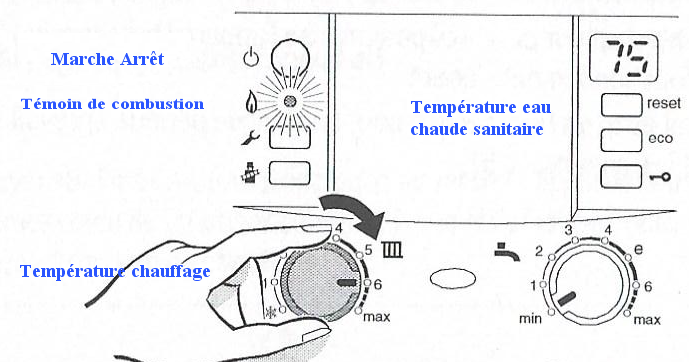 Marche Arrêt
75
Témoin de combustion
reset
Température eau
chaude sanitaire
eco
4
3 4
5
2
e
Température chauffage
1
6
1
6
max
min
max